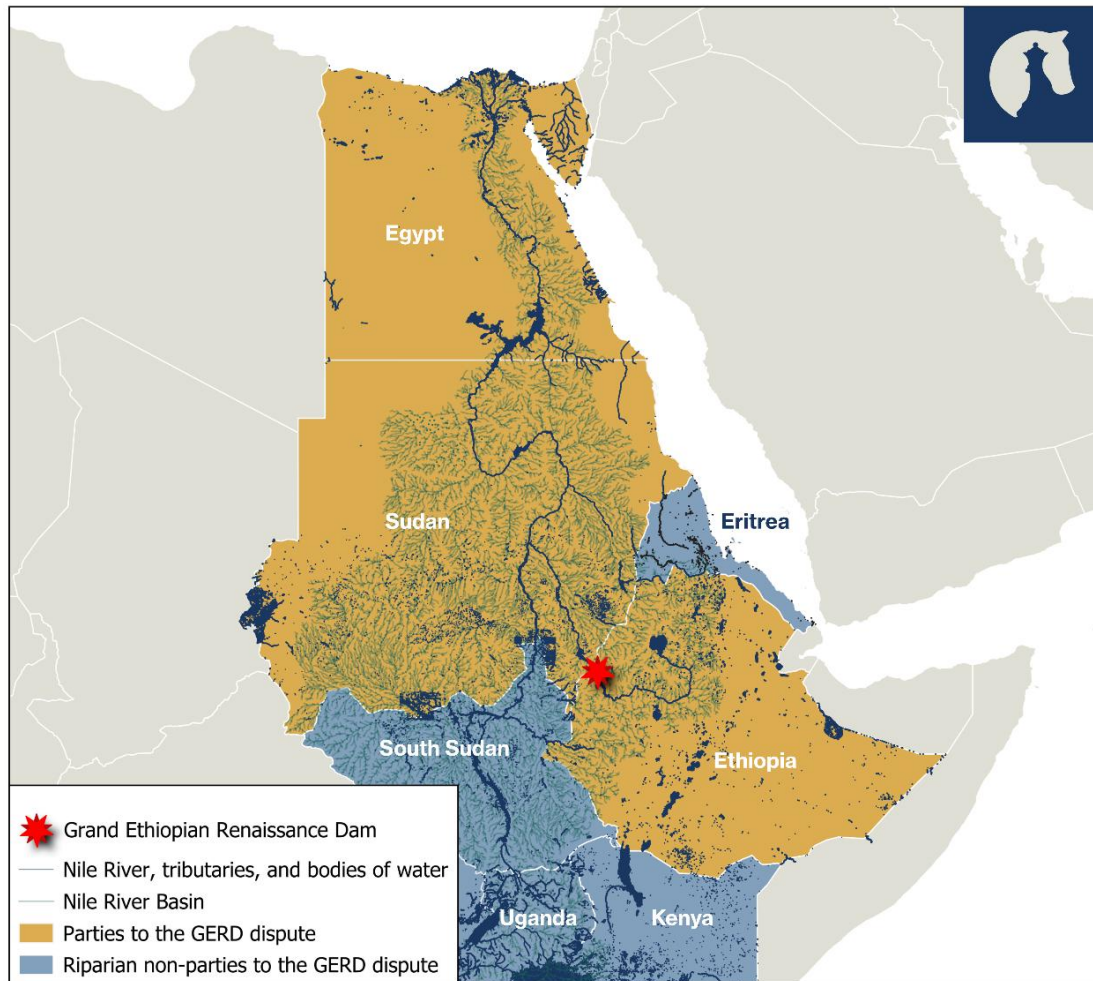 Egypt
Sudan
Eritrea
South Sudan
Ethiopia
Uganda
Kenya
Grand Ethiopian Renaissance Dam
Nile River, tributaries, and bodies of water
Nile River Basin
Parties to the GERD dispute
Riparian non-parties to the GERD dispute